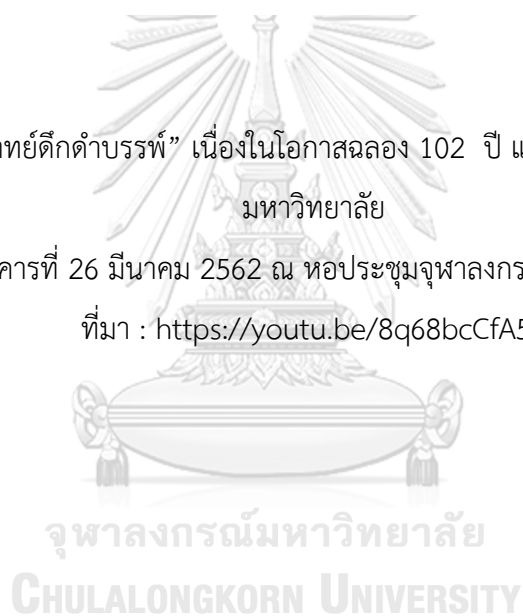 ทย์ดึกดำบรรพ์” เนื่องในโอกาสฉลอง 102 ปี
มหาวิทยาลัย
คารที่ 26 มีนาคม 2562 ณ หอประชุมจุฬาลงกร
ที่มา : https://youtu.be/8q68bcCfA5
จุฬาลงกรณ์มหาวิทยาลัย
CHULALONGKORN UNIVERSITY